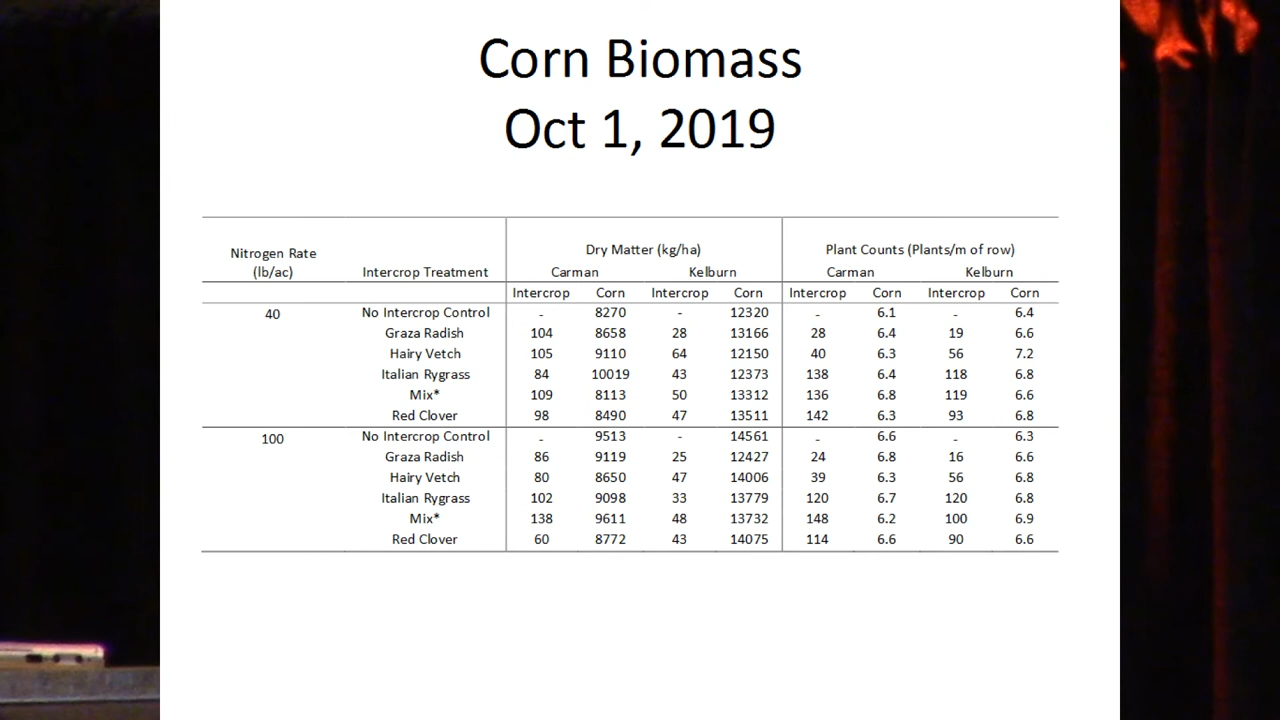 Corn Biomass
Oct 1, 2019
Nitrogen Rate (lb/ac) Intercrop Treatment Dry Matter (kg/ha) Plant Counts (Plants/m of row)
Carman Kelburn Carman Kelburn
Intercrop Corn Intercrop Corn Intercrop Corn Intercrop Corn
40 No Intercrop Control - 8270 - 12320 - 6.1 - 6.4
Graza Radish 104 8658 28 13166 28 6.4 19 6.6
Hairy Vetch 105 9110 64 12150 40 6.3 56 7.2
Italian Rygrass 84 10019 43 12373 138 6.4 118 6.8
Mix* 109 8113 50 13312 136 6.8 119 6.6
Red Clover 98 8490 47 13511 142 6.3 93 6.8
100 No Intercrop Control - 9513 - 14561 - 6.6 - 6.3
Graza Radish 86 9119 25 12427 24 6.8 16 6.6
Hairy Vetch 80 8650 47 14006 39 6.3 56 6.8
Italian Rygrass 102 9098 33 13779 120 6.7 120 6.8
Mix* 138 9611 48 13732 148 6.2 100 6.9
Red Clover 60 8772 43 14075 114 6.6 90 6.6